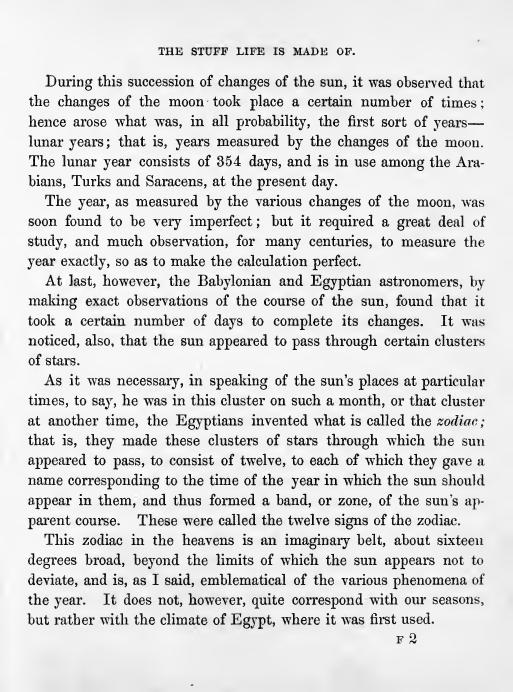 THE STUFF LIFE IS MADE OF.
During this succession of changes of the sun, it was observed that
the changes of the moon took place a certain number of times;
hence arose what was, in all probability, the first sort of years—
lunar years; that is, years measured by the changes of the moon.
The lunar year consists of 354 days, and is in use among the Ara-
bians, Turks and Saracens, at the present day.
The year, as measured by the various changes of the moon, was
soon found to be very imperfect; but it required a great deal of
study, and much observation, for many centuries, to measure the
year exactly, so as to make the calculation perfect.
At last, however, the Babylonian and Egyptian astronomers, by
making exact observations of the course of the sun, found that it
took a certain number of days to complete its changes. It was
noticed, also, that the sun appeared to pass through certain clusters
of stars.
As it was necessary, in speaking of the sun's places at particular
times, to say, he was in this cluster on such a month, or that cluster
at another time, the Egyptians invented what is called the zodiac;
that is, they made these clusters of stars through which the sun
appeared to pass, to consist of twelve, to each of which they gave a
name corresponding to the time of the year in which the sun should
appear in them, and thus formed a band, or zone, of the sun's ap-
parent course. These were called the twelve signs of the zodiac.
This zodiac in the heavens is an imaginary belt, about sixteen
degrees broad, beyond the limits of which the sun appears not to
deviate, and is, as I said, emblematical of the various phenomena of
the year. It does not, however, quite correspond with our seasons,
but rather with the climate of Egypt, where it was first used.
F 2